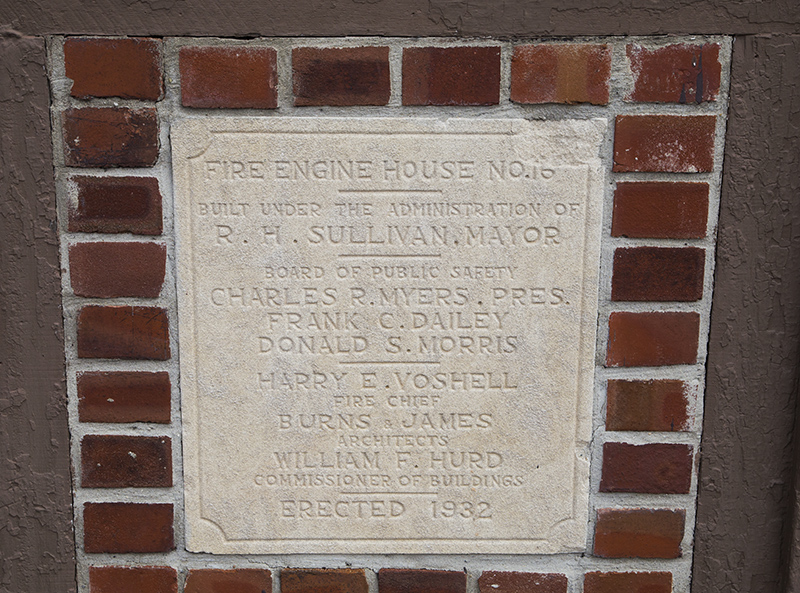 FIRE ENGINE HOUSE NO.16
BUILT UNDER THE ADMINISTRATION OF
R. H. SULLIVAN. MAYOR
BOARD OF PUBLIC SAFETY
CHARLES R. MYERS. PRES.
FRANK C. DAILEY
DONALD S. MORRIS
HARRY E. VOSHELL
FIRE CHIEF
BURNS & JAMES
ARCHITECTS
WILLIAM F. HURD
COMMISSIONER OF BUILDINGS
ERECTED 1932